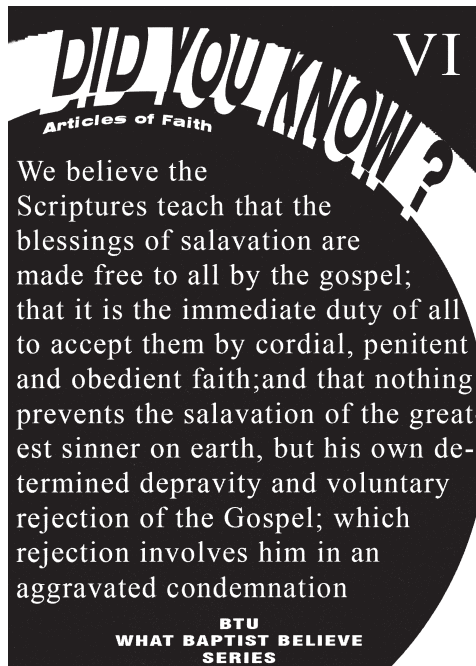 VI
DID YOU KNOW ?
Articles of Faith
We believe the
Scriptures teach that the
blessings of salavation are
made free to all by the gospel;
that it is the immediate duty of all
to accept them by cordial, penitent
and obedient faith;and that nothing
prevents the salavation of the great-
est sinner on earth, but his own de-
termined depravity and voluntary
rejection of the Gospel; which
rejection involves him in an
aggravated condemnation
BTU
WHAT BAPTIST BELIEVE
SERIES